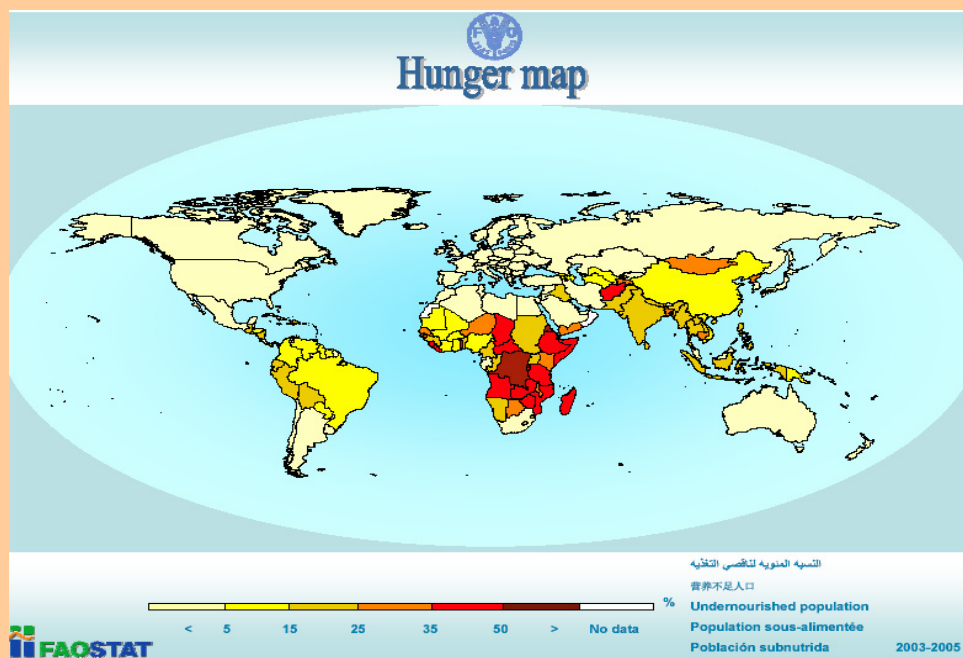 Hunger map
النسبة المئوية لناقصي التغذية
营养不足人口
%
Undernourished population
< 5 15 25 35 50 > No data
Population sous-alimentée
FAOSTAT
Población subnutrida 2003-2005